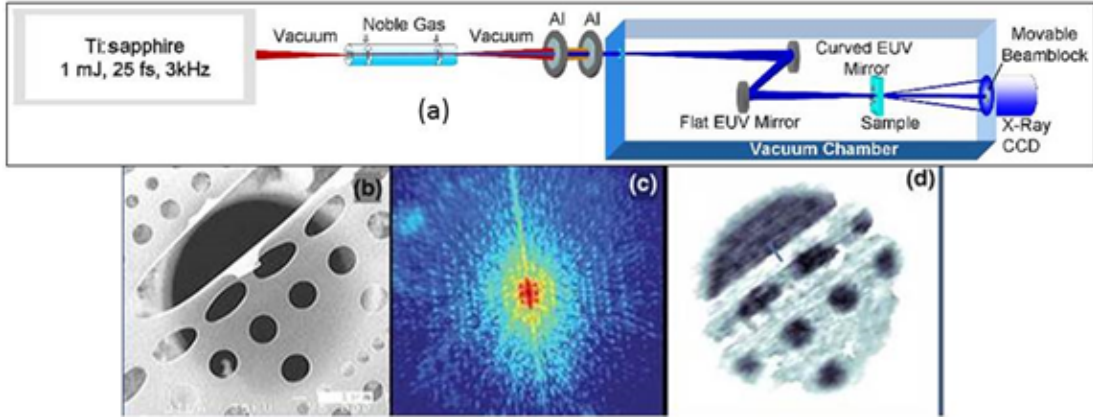 Ti:sapphire
1 mJ, 25 fs, 3kHz
Vacuum
Noble Gas
Vacuum
Al
Al
Curved EUV
Mirror
Movable
Beamblock
Flat EUV Mirror
Sample
X-Ray
CCD
Vacuum Chamber
(a)
(b)
(c)
(d)